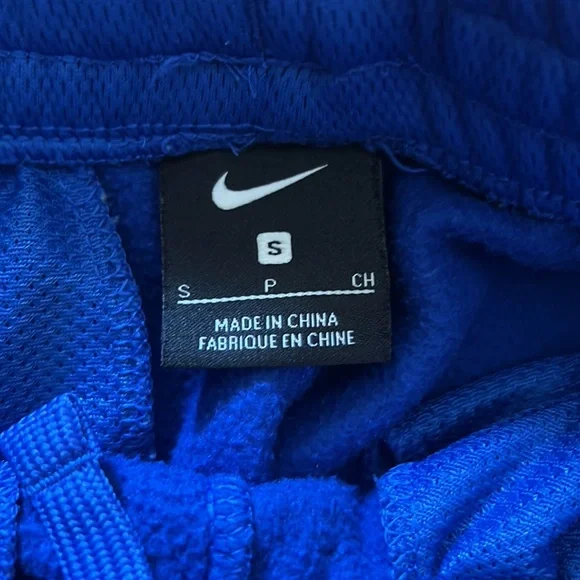 S
S P CH
MADE IN CHINA
FABRIQUE EN CHINE